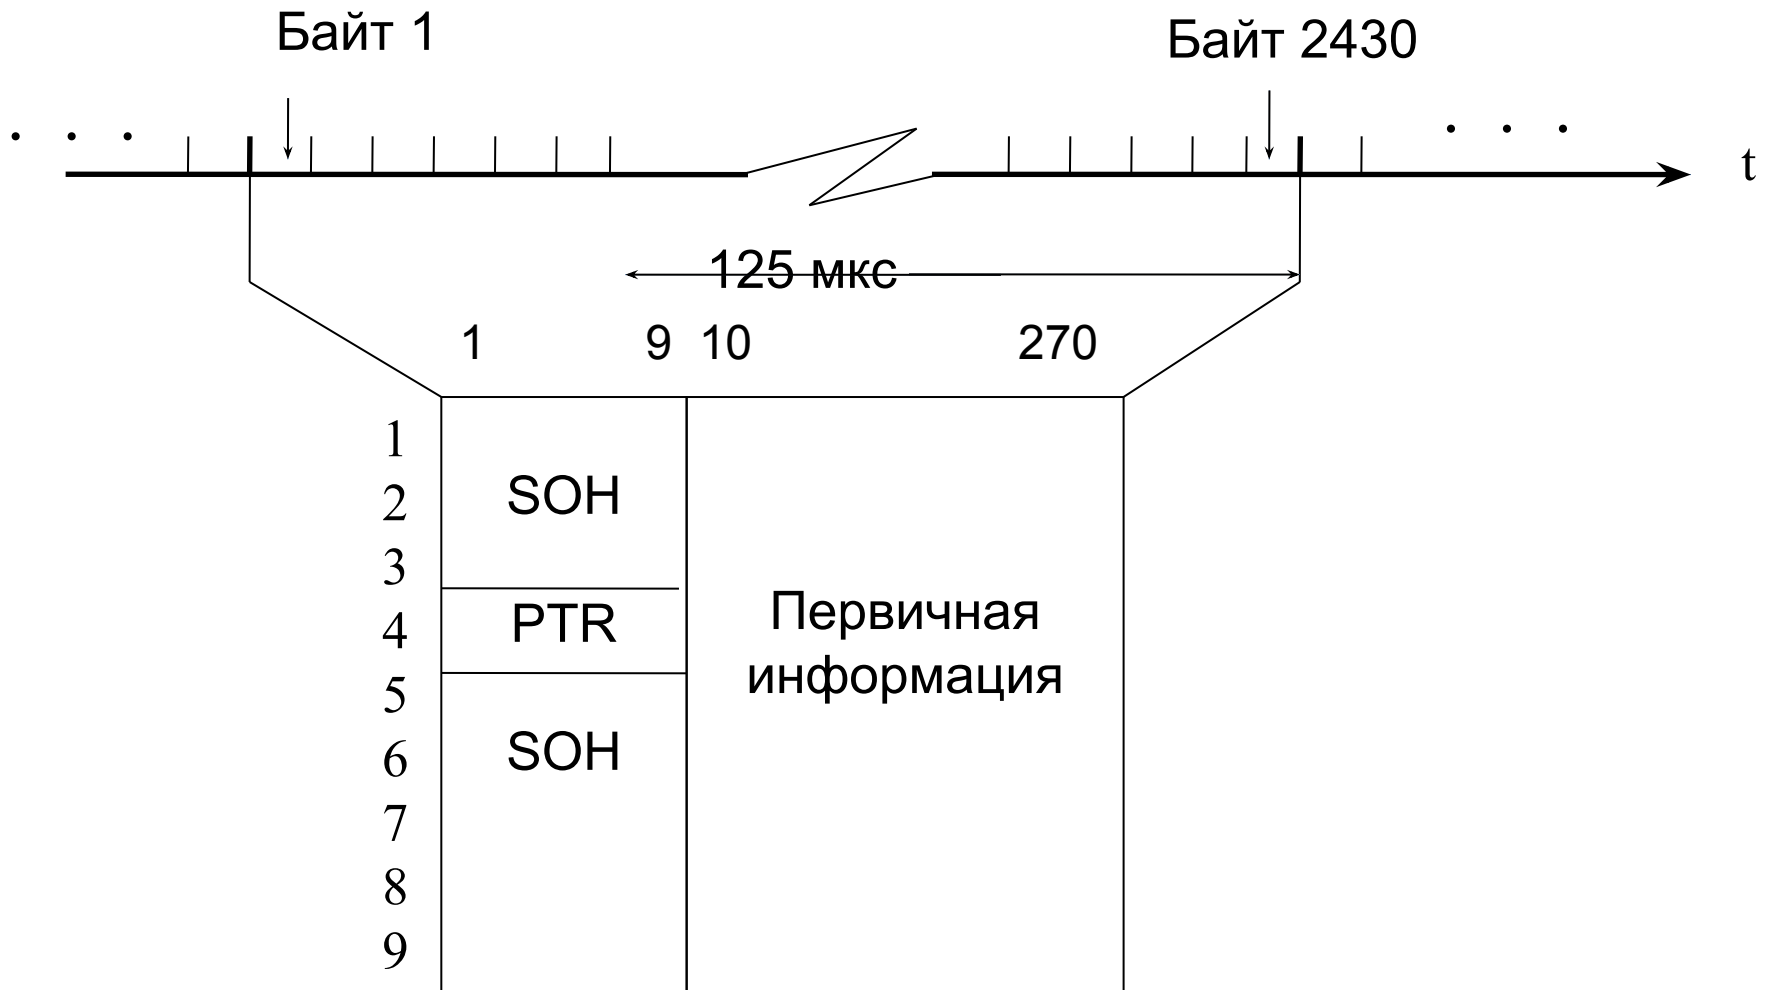 Байт 1
Байт 2430
. . .
. . .
t
125 мкс
1 9 10 270
1
2
SOH
3
4
PTR
Первичная
информация
5
6
SOH
7
8
9